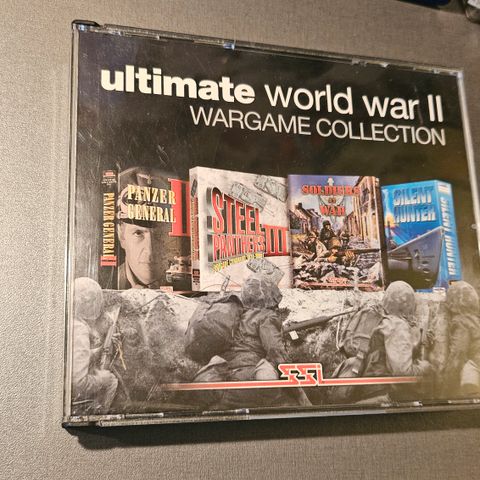 ultimate world war II
WARGAME COLLECTION
PANZER GENERAL II
PANZER
GENERAL
II
STEEL
PANTHERS III
SOLDIERS
AT
WAR
SILENT
HUNTER
SILENT HUNTER
SSI